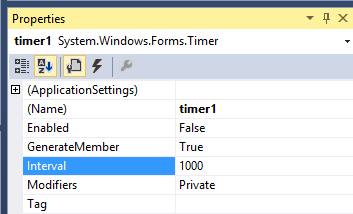 Properties
timer1 System.Windows.Forms.Timer
(ApplicationSettings)
(Name) timer1
Enabled False
GenerateMember True
Interval 1000
Modifiers Private
Tag